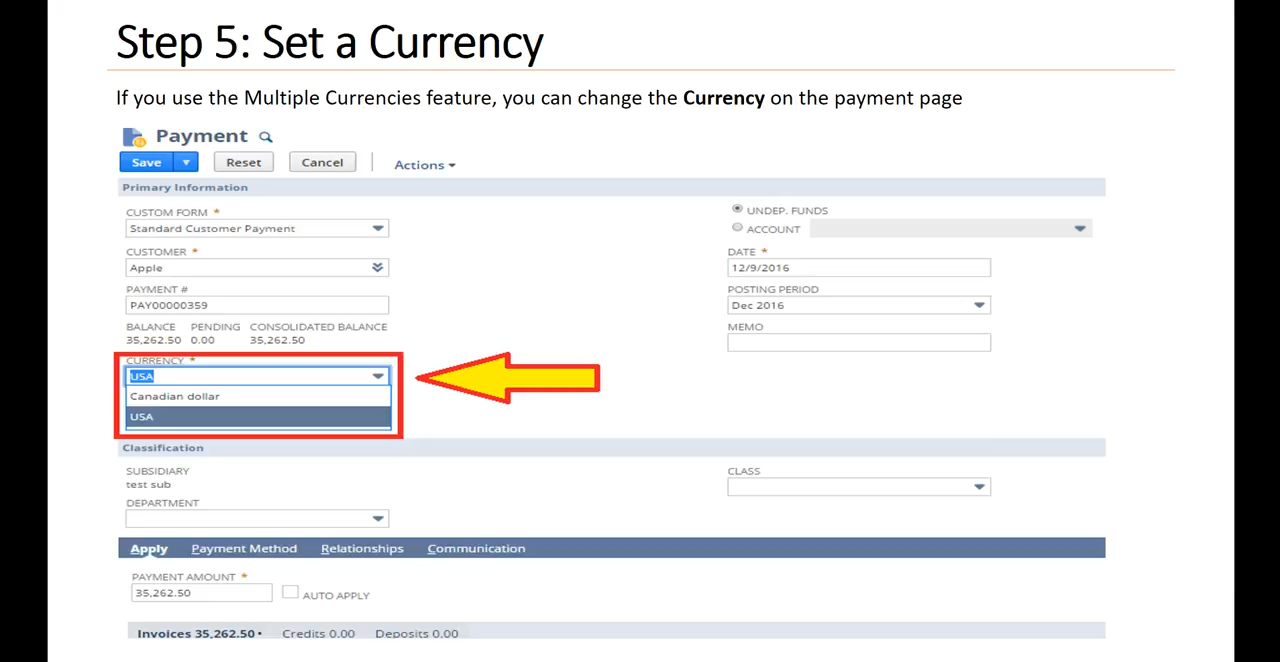 Step 5: Set a Currency
If you use the Multiple Currencies feature, you can change the Currency on the payment page
Payment
Save Reset Cancel Actions
Primary Information
CUSTOM FORM *
Standard Customer Payment
CUSTOMER *
Apple
PAYMENT #
PAY00000359
BALANCE PENDING CONSOLIDATED BALANCE
35,262.50 0.00 35,262.50
CURRENCY *
USA
Canadian dollar
USA
UNDEP. FUNDS
ACCOUNT
DATE *
12/9/2016
POSTING PERIOD
Dec 2016
MEMO
Classification
SUBSIDIARY
test sub
DEPARTMENT
CLASS
Apply Payment Method Relationships Communication
PAYMENT AMOUNT *
35,262.50
AUTO APPLY
Invoices 35,262.50 • Credits 0.00 Deposits 0.00